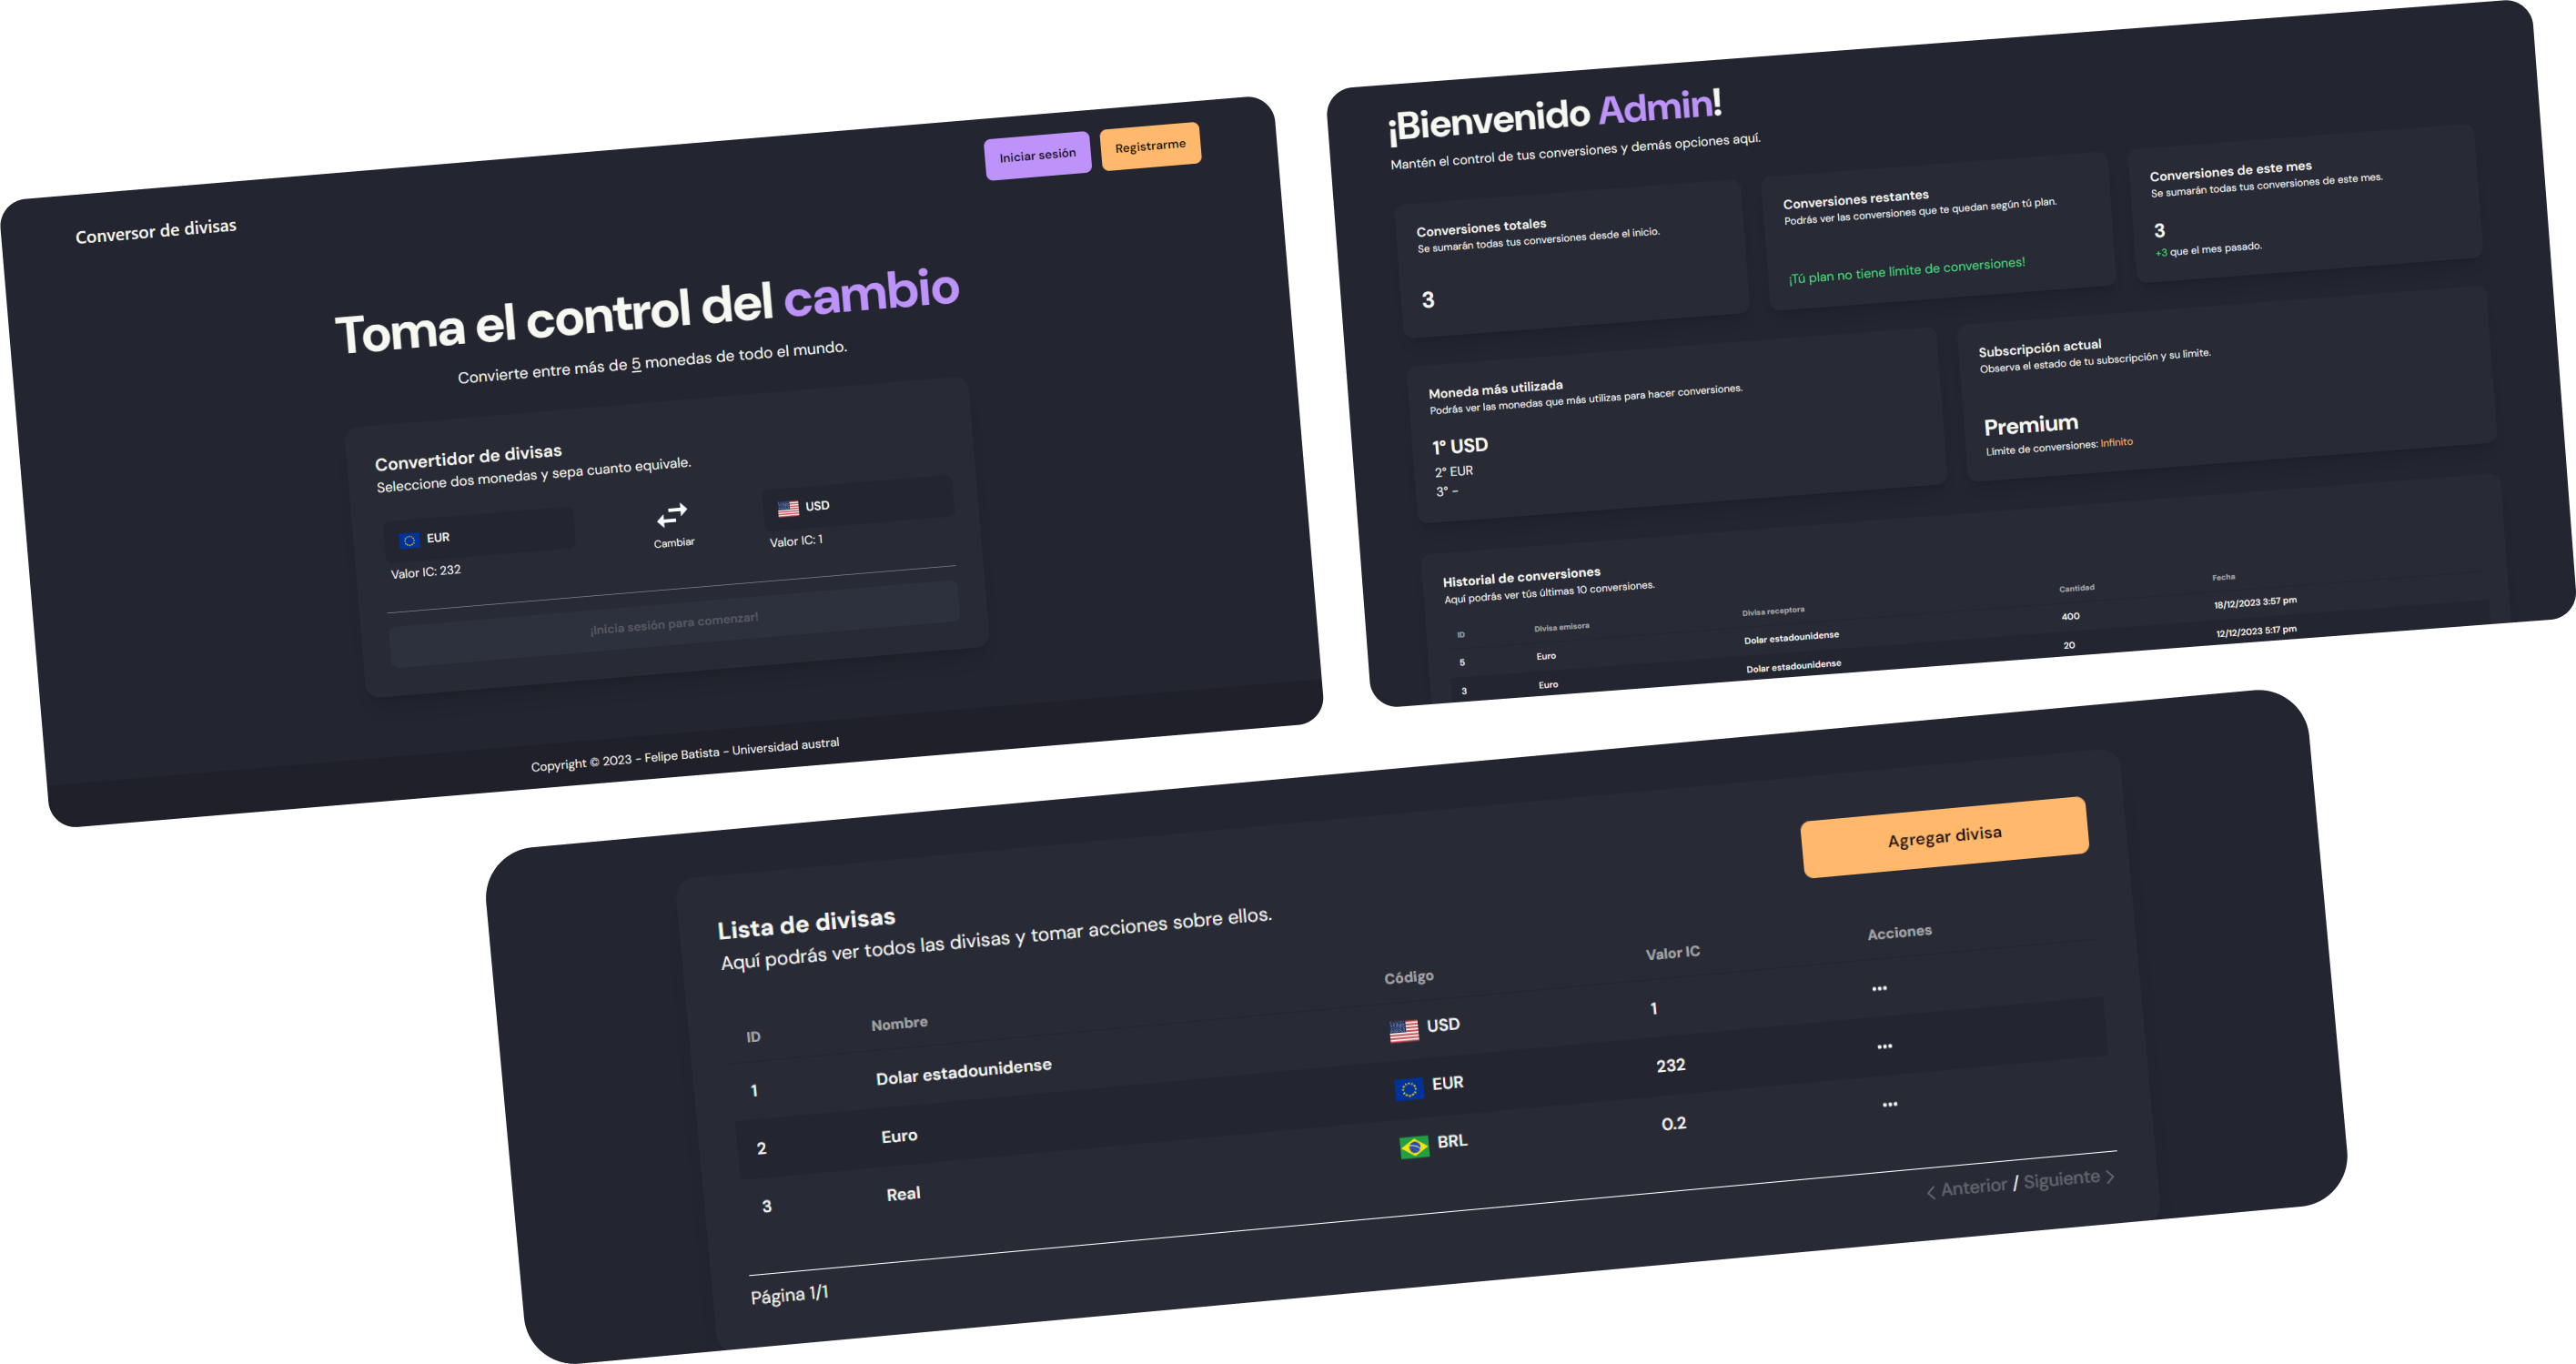 Conversor de divisas
Iniciar sesión
Registrarme
Toma el control del cambio
Convierte entre más de 5 monedas de todo el mundo.
Convertidor de divisas
Seleccione dos monedas y sepa cuanto equivale.
EUR
Valor IC: 232
Cambiar
USD
Valor IC: 1
¡Inicia sesión para comenzar!
Copyright © 2023 - Felipe Batista - Universidad austral
¡Bienvenido Admin!
Mantén el control de tus conversiones y demás opciones aquí.
Conversiones totales
Se sumarán todas tus conversiones desde el inicio.
3
Conversiones restantes
Podrás ver las conversiones que te quedan según tú plan.
¡Tú plan no tiene límite de conversiones!
Conversiones de este mes
Se sumarán todas tus conversiones de este mes.
3
+3 que el mes pasado.
Moneda más utilizada
Podrás ver las monedas que más utilizas para hacer conversiones.
1° USD
2° EUR
3° -
Subscripción actual
Observa el estado de tu subscripción y su limite.
Premium
Límite de conversiones: Infinito
Historial de conversiones
Aquí podrás ver tús últimas 10 conversiones.
ID Divisa emisora Divisa receptora Cantidad Fecha
5 Euro Dolar estadounidense 400 18/12/2023 3:57 pm
3 Euro Dolar estadounidense 20 12/12/2023 5:17 pm
Agregar divisa
Lista de divisas
Aquí podrás ver todos las divisas y tomar acciones sobre ellos.
ID Nombre Código Valor IC Acciones
1 Dolar estadounidense USD 1 •••
2 Euro EUR 232 •••
3 Real BRL 0.2 •••
Página 1/1
< Anterior / Siguiente >